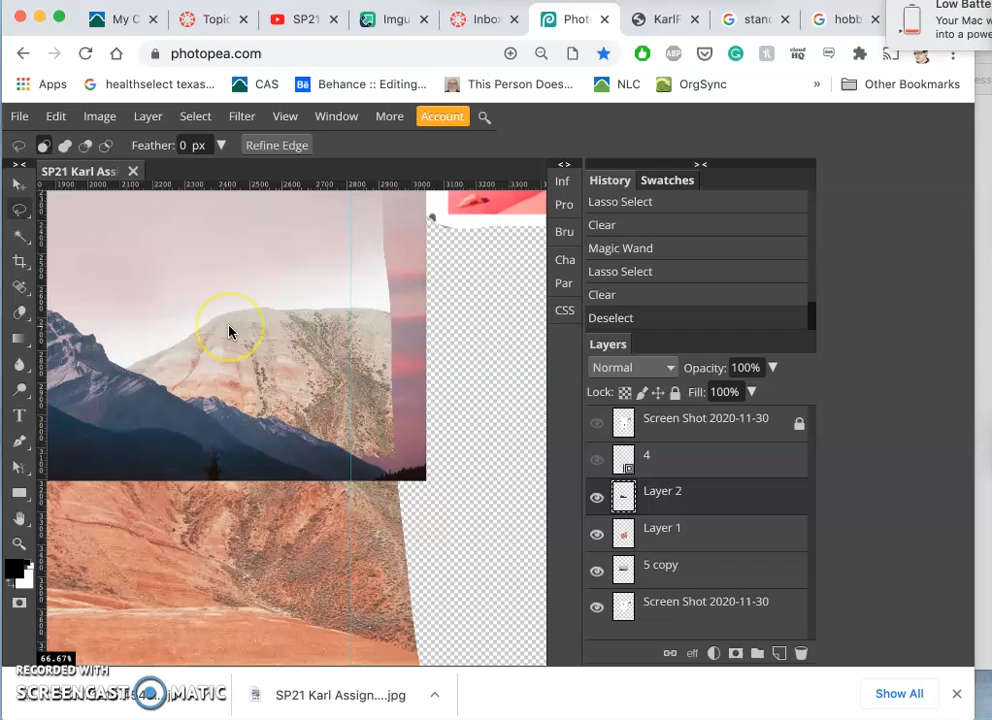 Low Batte
Your Mac w
into a powe
My C
Topic
SP21
Imgu
Inbo
Phot
KarlF
stanc
hobb
photopea.com
ABP
HQ
Apps
healthselect texas...
CAS
Bē
Behance :: Editing...
This Person Does...
NLC
OrgSync
»
Other Bookmarks
File
Edit
Image
Layer
Select
Filter
View
Window
More
Account
Feather: 0 px
Refine Edge
SP21 Karl Ass
> <
< >
> <
1900
2000
2100
2200
2300
2400
2500
2600
2700
2800
2900
3000
3100
3200
3300
Inf
Pro
Bru
Cha
Par
CSS
History
Swatches
Lasso Select
Clear
Magic Wand
Lasso Select
Clear
Deselect
Layers
Normal
Opacity: 100%
Lock:
Fill: 100%
Screen Shot 2020-11-30
4
Layer 2
Layer 1
5 copy
Screen Shot 2020-11-30
eff
66.67%
RECORDED WITH
SCREENCAST MATIC
SP21 Karl Assign....jpg
Show All